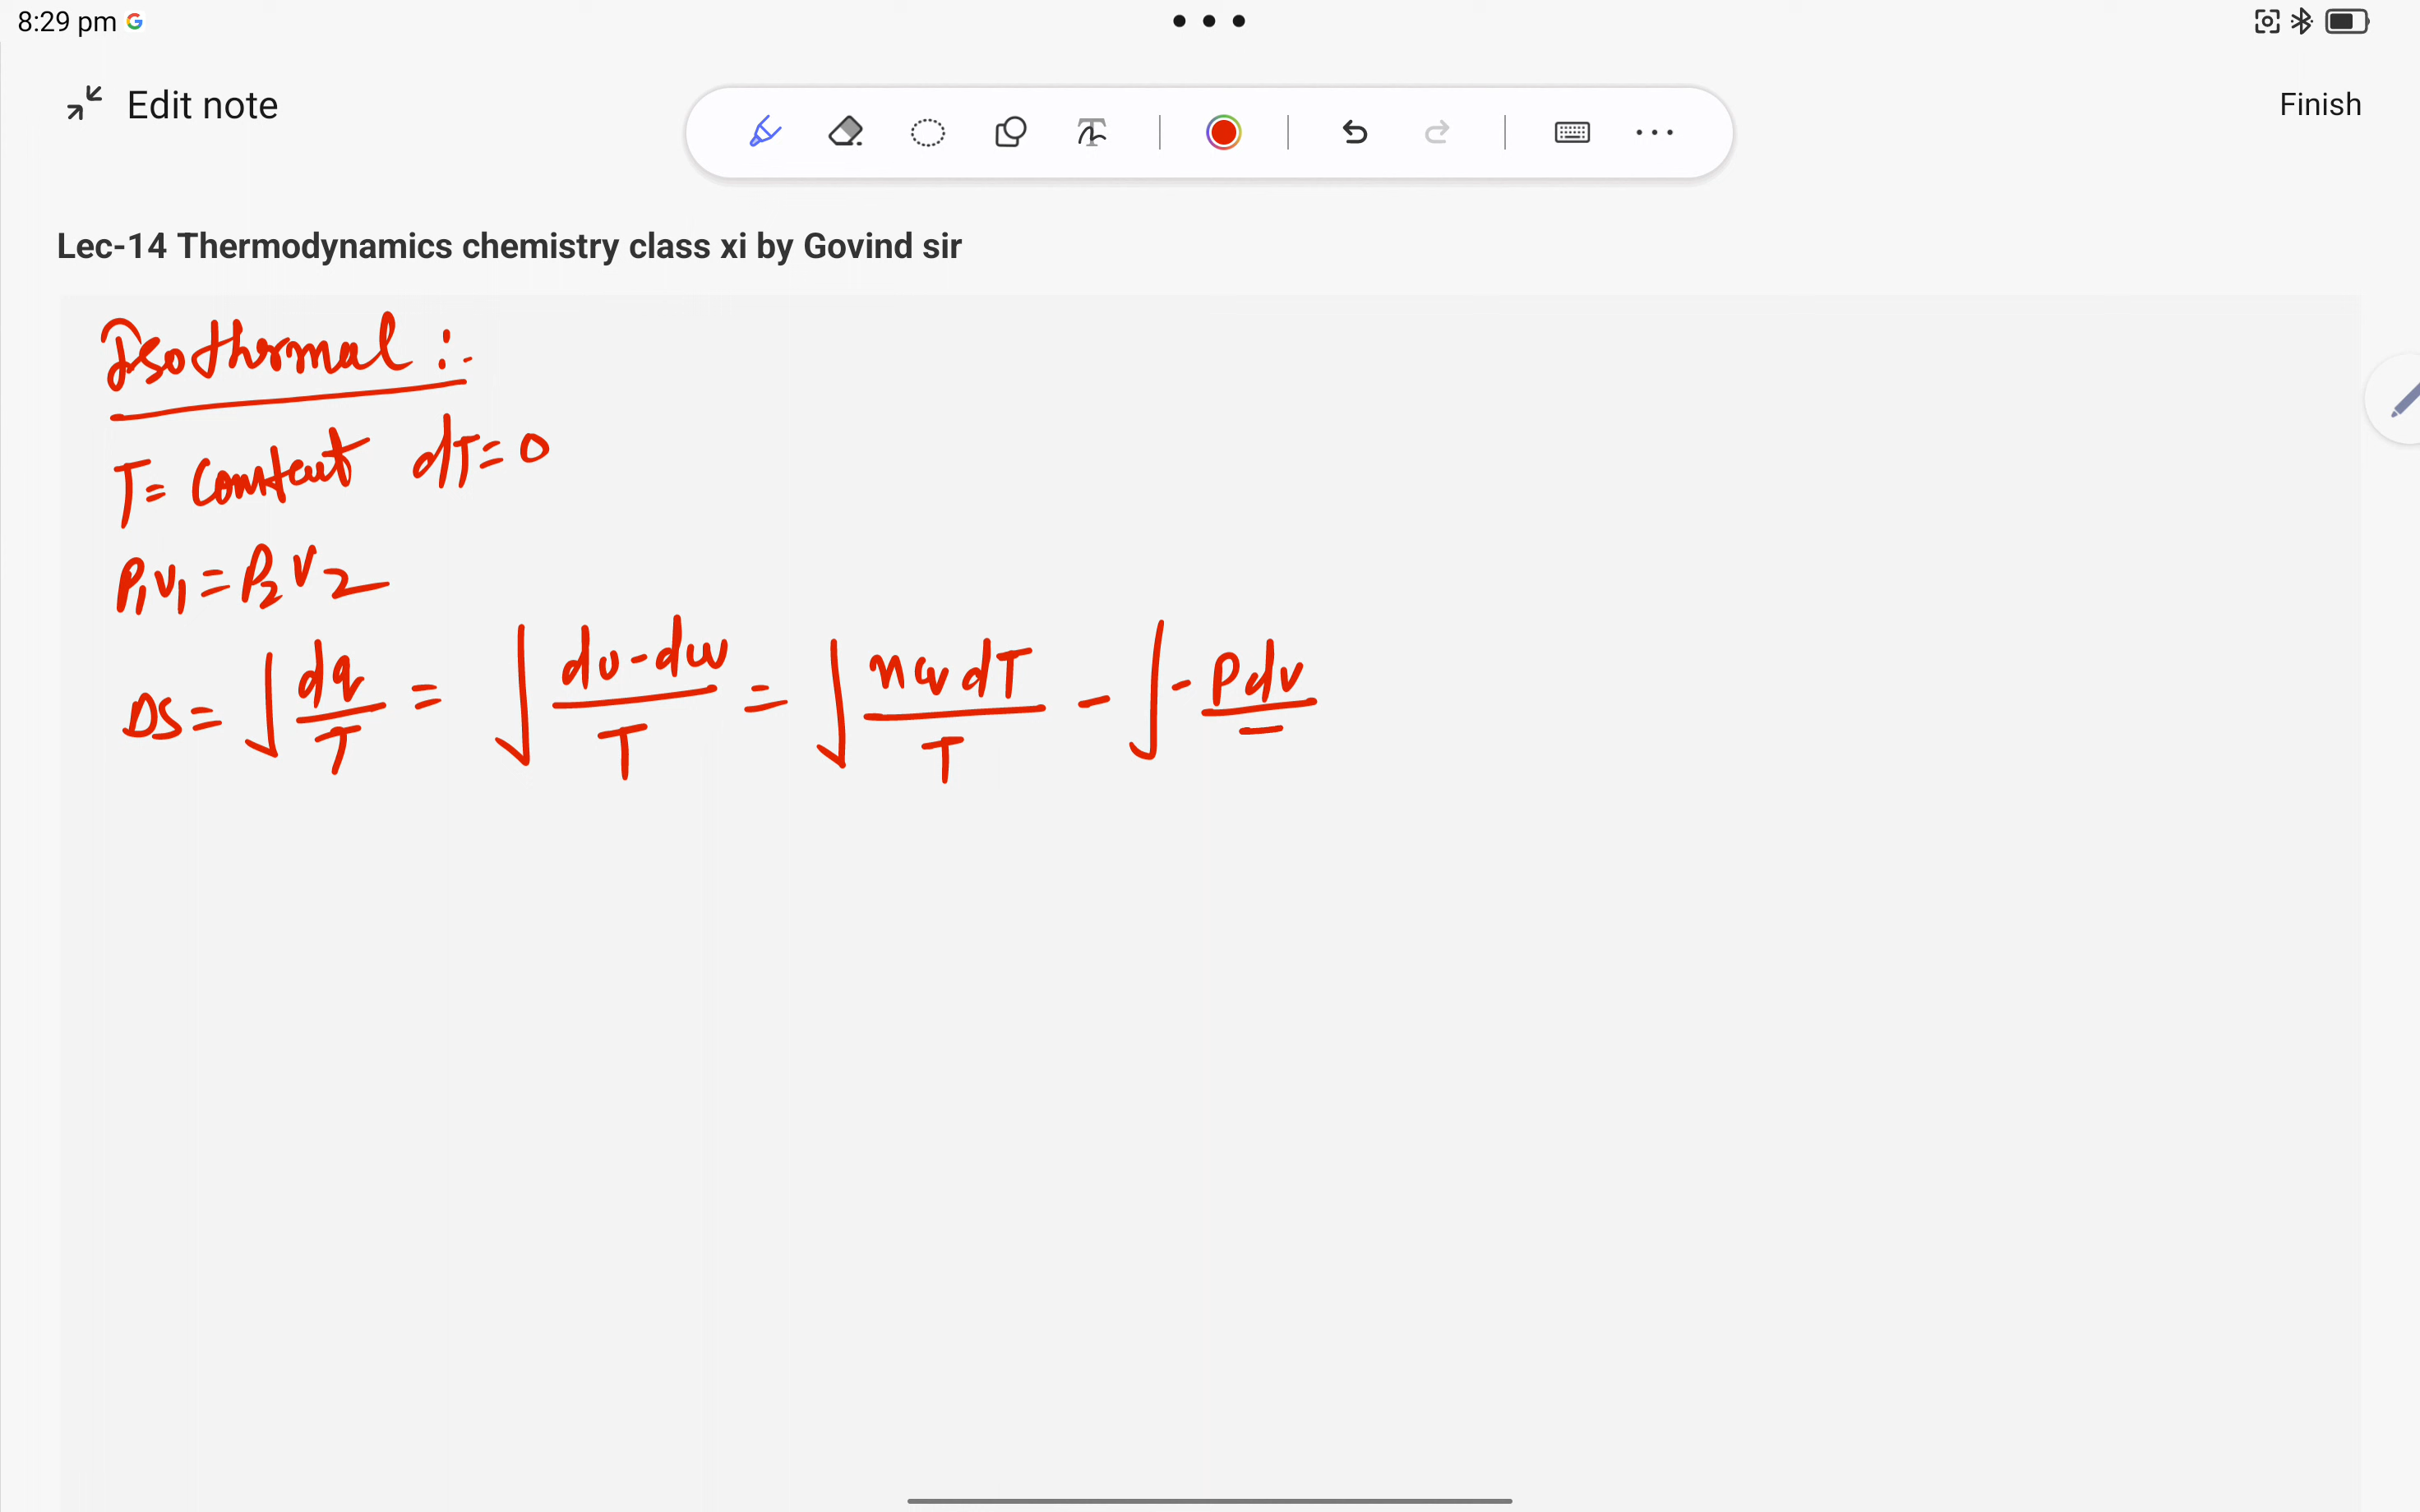 8:29 pm
Edit note
Finish
Lec-14 Thermodynamics chemistry class xi by Govind sir
Isothermal :-
T = Constant dT = 0
P₁V₁ = P₂V₂
ΔS = ∫ dq/T = ∫ (dU - dw)/T = ∫ nCvdT/T - ∫ - Pdv/